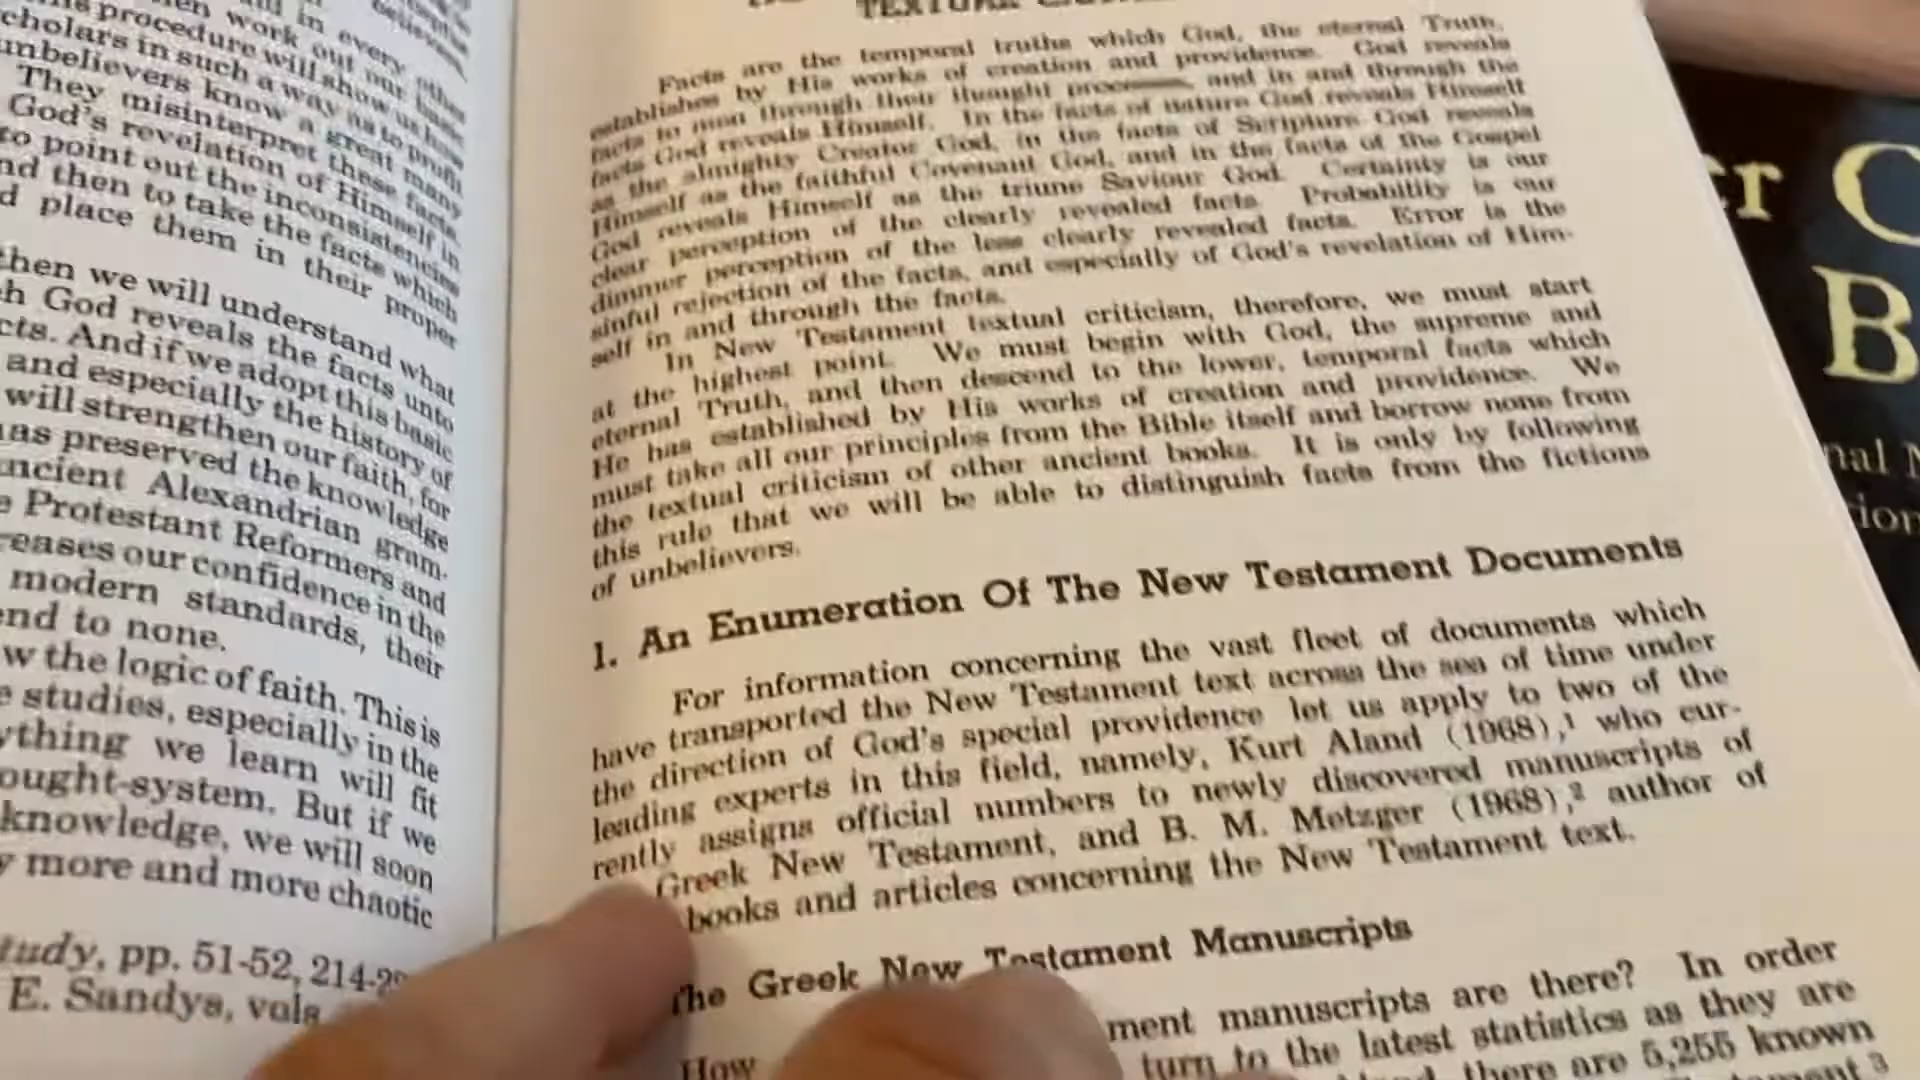 in every other
then work out our basic
procedure will show us how
scholars in such a way as to profit
unbelievers know a great many
They misinterpret these facts,
God's revelation of Himself in
to point out the inconsistencies
and then to take the facts which
place them in their proper
then we will understand what
God reveals the facts unto
And if we adopt this basic
and especially the history of
will strengthen our faith, for
has preserved the knowledge
ancient Alexandrian gram-
Protestant Reformers and
our confidence in the
modern standards, their
to none.
the logic of faith. This is
studies, especially in the
we learn will fit
thought-system. But if we
knowledge, we will soon
more and more chaotic
pp. 51-52,
E. Sandys, vols.
Facts are the temporal truths which God, the eternal Truth,
establishes by His works of creation and providence. God reveals
facts to men through their thought and in and through the
facts God reveals Himself. In the facts of nature God reveals Himself
as the almighty Creator God, in the facts of Scripture God reveals
Himself as the faithful Covenant God, and in the facts of the Gospel
God reveals Himself as the triune Saviour God. Certainty is our
clear perception of the clearly revealed facts. Probability is our
dimmer perception of the less clearly revealed facts. Error is the
sinful rejection of the facts, and especially of God's revelation of Him-
self in and through the facts.
In New Testament textual criticism, therefore, we must start
at the highest point. We must begin with God, the supreme and
eternal Truth, and then descend to the lower, temporal facts which
He has established by His works of creation and providence. We
must take all our principles from the Bible itself and borrow none from
the textual criticism of other ancient books. It is only by following
this rule that we will be able to distinguish facts from the fictions
of unbelievers.
1. An Enumeration Of The New Testament Documents
For information concerning the vast fleet of documents which
have transported the New Testament text across the sea of time under
the direction of God's special providence let us apply to two of the
leading experts in this field, namely, Kurt Aland (1968),¹ who cur-
rently assigns official numbers to newly discovered manuscripts of
Greek New Testament, and B. M. Metzger (1968),² author of
books and articles concerning the New Testament text.
The Greek New Testament Manuscripts
How
ment manuscripts are there? In order
turn to the latest statistics as they are
there are 5,255 known
3
er C
B